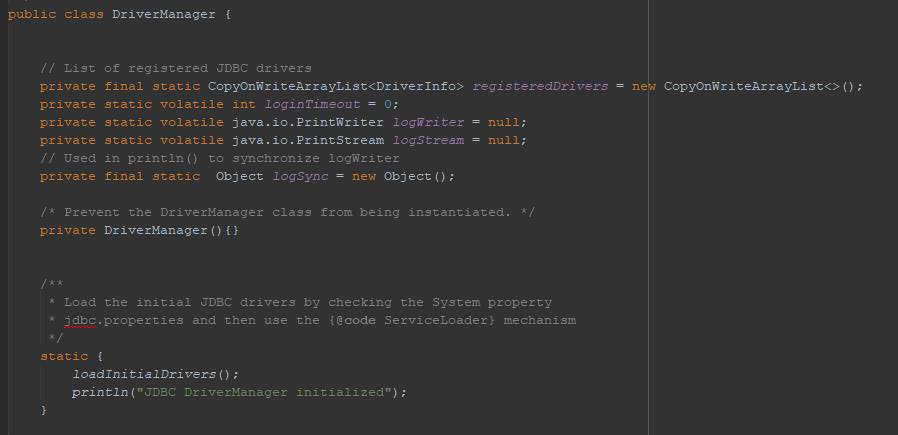 public class DriverManager {
// List of registered JDBC drivers
private final static CopyOnWriteArrayList<DriverInfo> registeredDrivers = new CopyOnWriteArrayList<>();
private static volatile int loginTimeout = 0;
private static volatile java.io.PrintWriter logWriter = null;
private static volatile java.io.PrintStream logStream = null;
// Used in println() to synchronize logWriter
private final static  Object logSync = new Object();
/* Prevent the DriverManager class from being instantiated. */
private DriverManager(){}
/**
* Load the initial JDBC drivers by checking the System property
* jdbc.properties and then use the {@code ServiceLoader} mechanism
*/
static {
loadInitialDrivers();
println("JDBC DriverManager initialized");
}